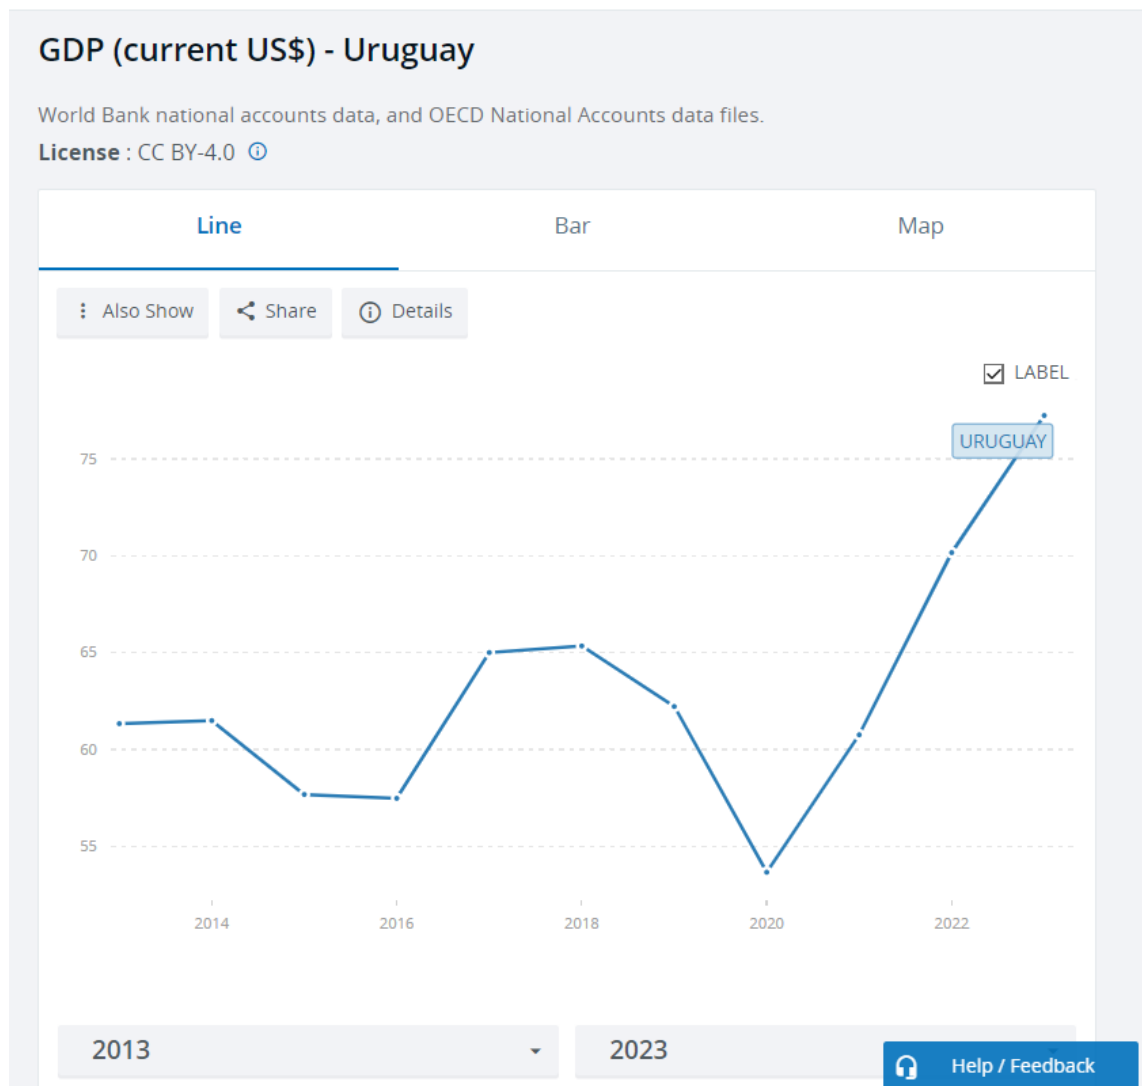 GDP (current US$) - Uruguay
World Bank national accounts data, and OECD National Accounts data files.
License : CC BY-4.0
Line Bar Map
Also Show Share Details
LABEL
URUGUAY
75
70
65
60
55
2014 2016 2018 2020 2022
2013 2023
Help / Feedback